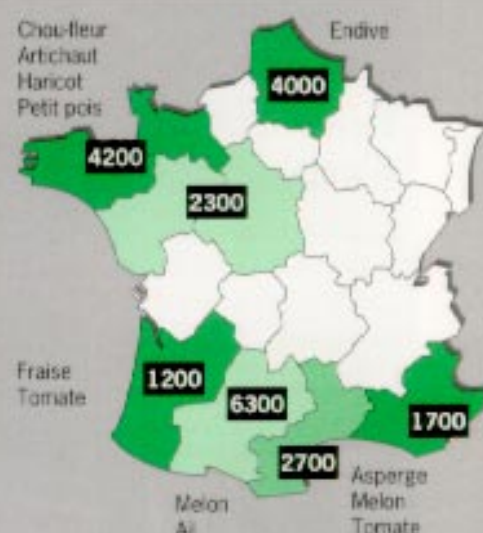 Chou-fleur
Artichaut
Haricot
Petit pois
Endive
4000
4200
2300
Fraise
Tomate
1200
6300
1700
2700
Asperge
Melon
Tomate
Melon
Ail